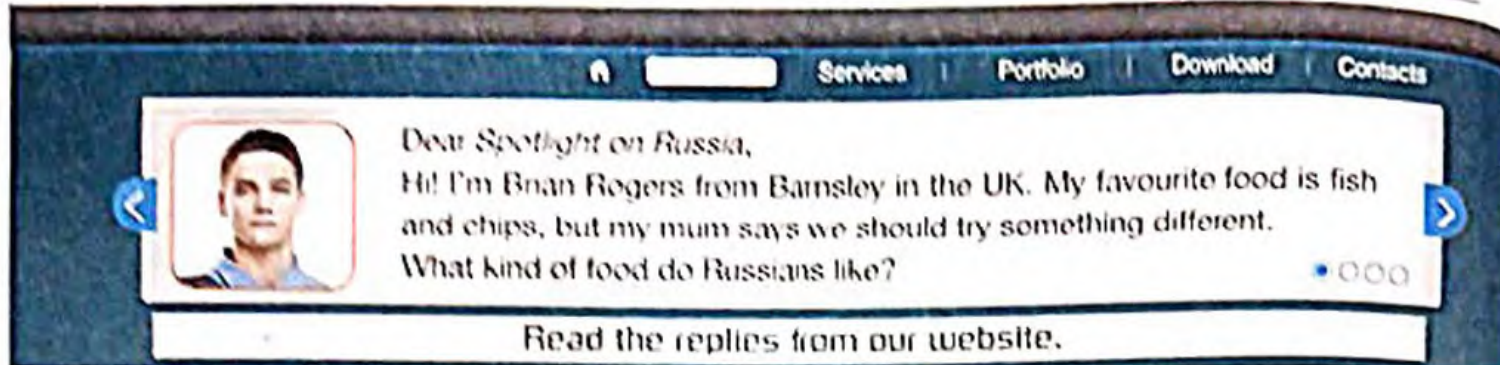 Services | Portfolio | Download | Contacts
Dear Spotlight on Russia,
Hi! I'm Brian Rogers from Barnsley in the UK. My favourite food is fish
and chips, but my mum says we should try something different.
What kind of food do Russians like?
Read the replies from our website.